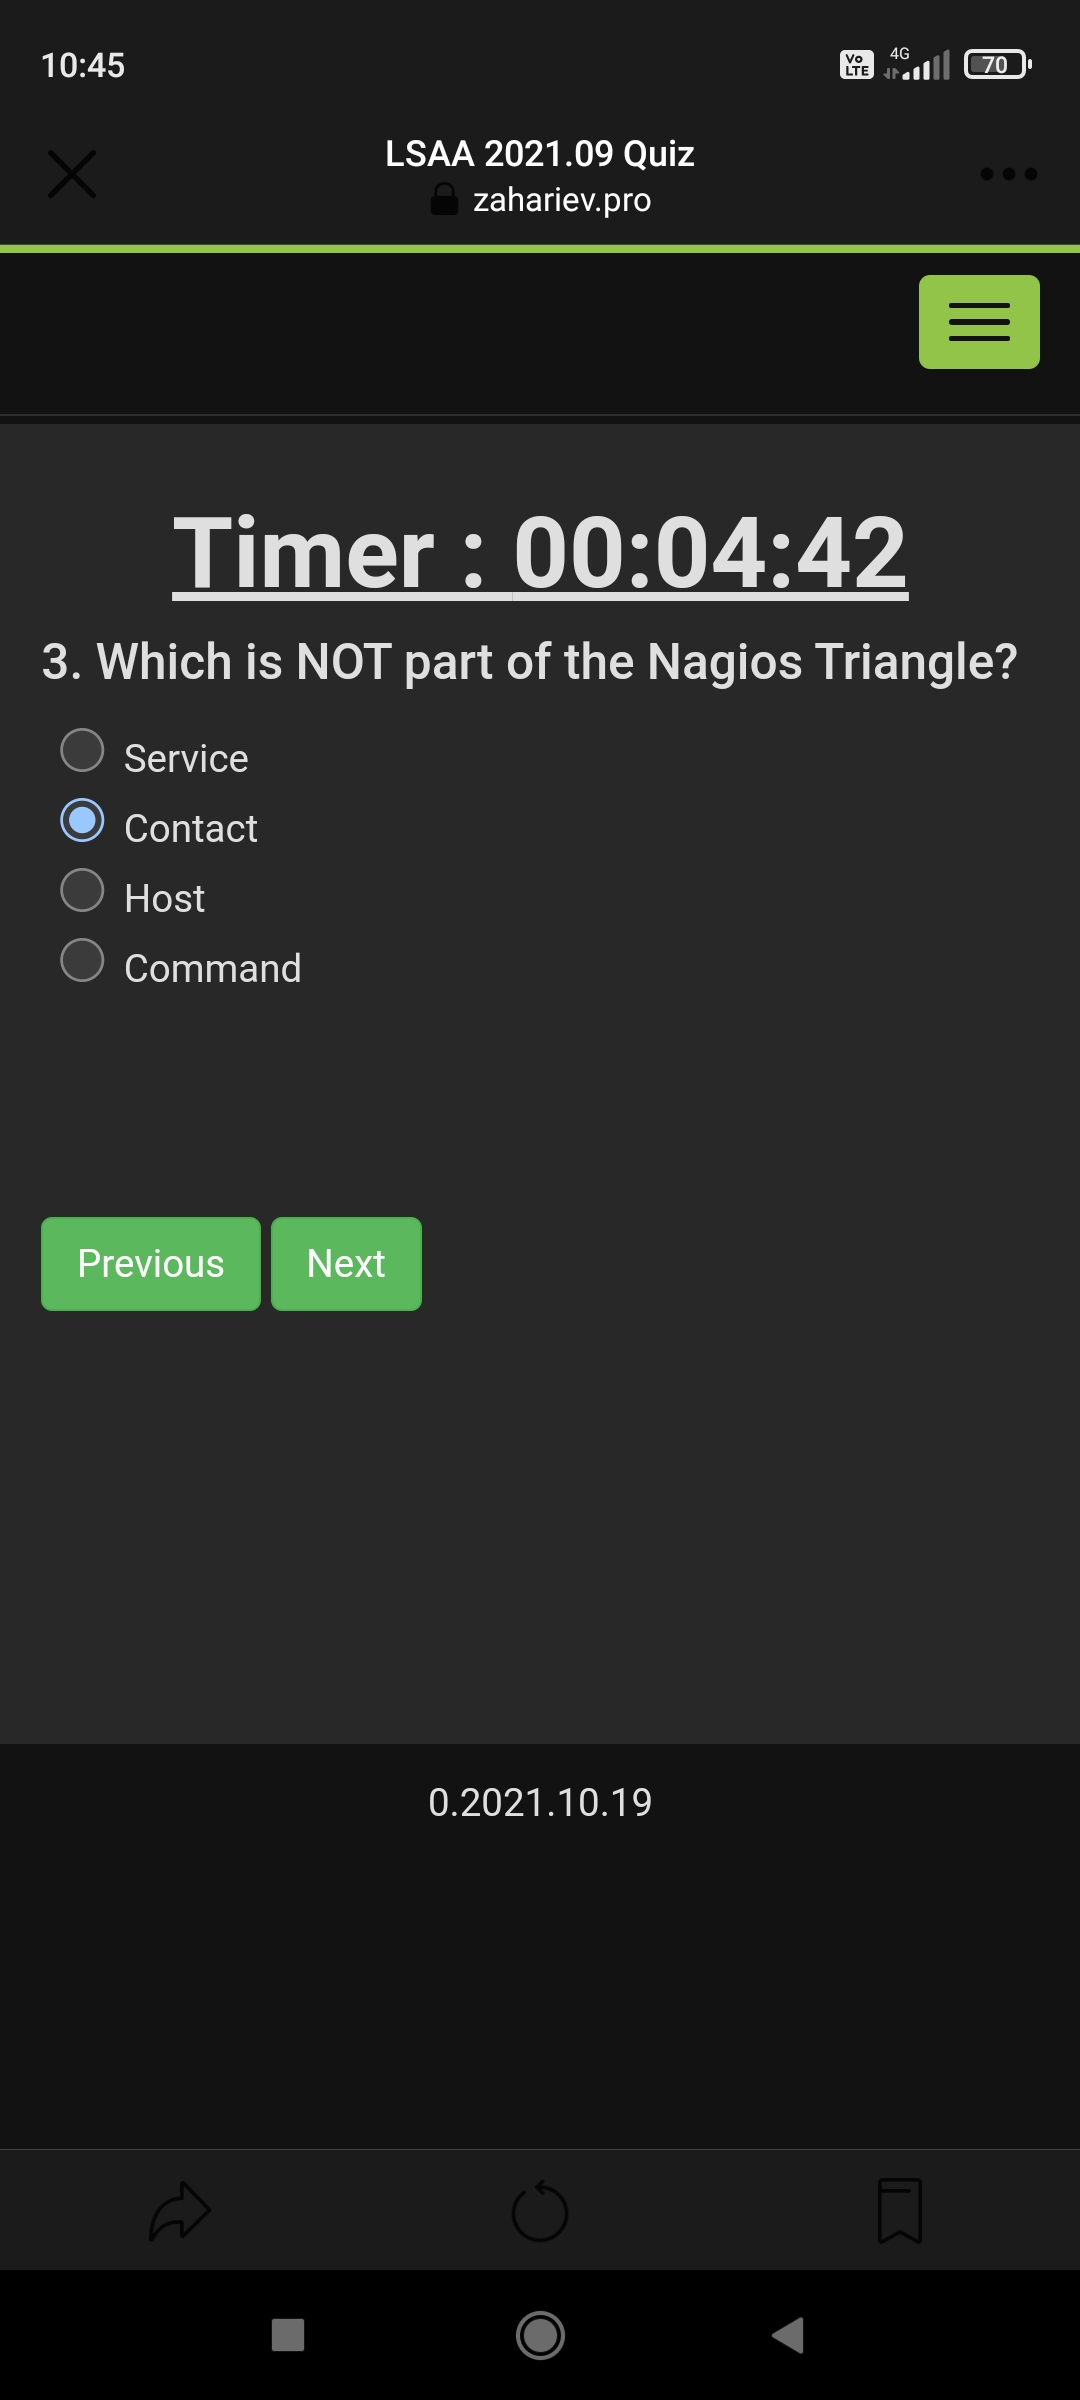 10:45
Vo LTE 4G 70
LSAA 2021.09 Quiz
zahariev.pro
Timer : 00:04:42
3. Which is NOT part of the Nagios Triangle?
Service
Contact
Host
Command
Previous Next
0.2021.10.19